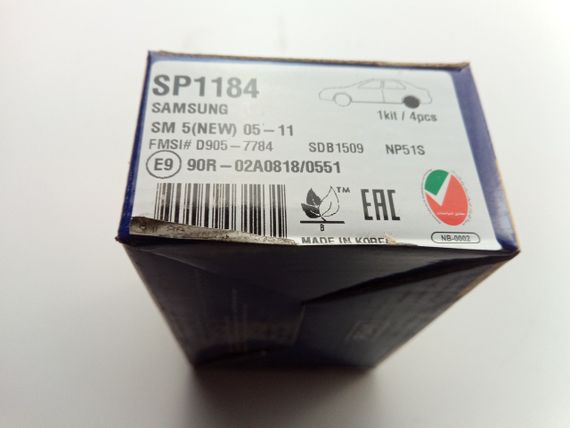 SP1184
SAMSUNG
1kit / 4pcs
SM 5(NEW) 05-11
FMSI# D905-7784 SDB1509 NP51S
E9 90R-02A0818/0551
TM
EAC
B
MADE IN KOREA
NB-0002